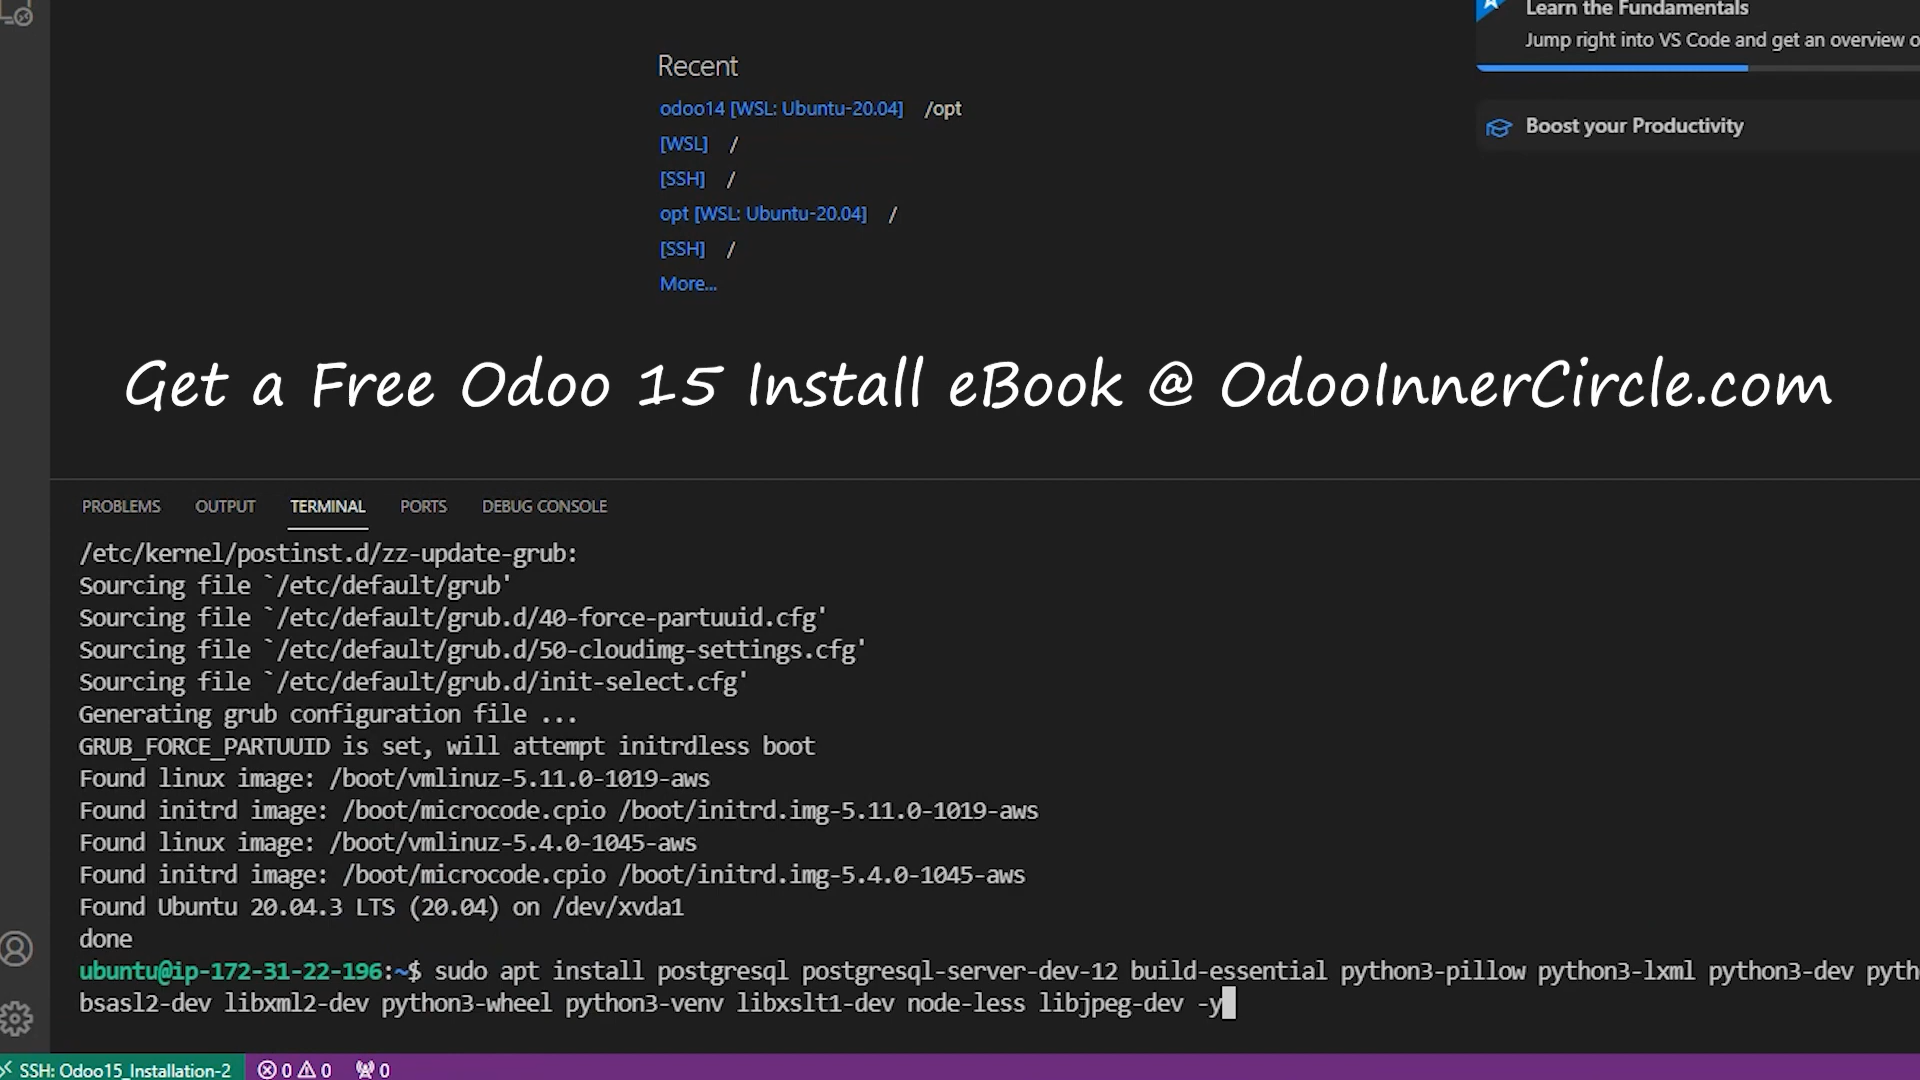 Learn the Fundamentals
Jump right into VS Code and get an overview
Boost your Productivity
Recent
odoo14 [WSL: Ubuntu-20.04] /opt
[WSL] /
[SSH] /
opt [WSL: Ubuntu-20.04] /
[SSH] /
More...
Get a Free Odoo 15 Install eBook @ OdooInnerCircle.com
PROBLEMS OUTPUT TERMINAL PORTS DEBUG CONSOLE
/etc/kernel/postinst.d/zz-update-grub:
Sourcing file `/etc/default/grub'
Sourcing file `/etc/default/grub.d/40-force-partuuid.cfg'
Sourcing file `/etc/default/grub.d/50-cloudimg-settings.cfg'
Sourcing file `/etc/default/grub.d/init-select.cfg'
Generating grub configuration file ...
GRUB_FORCE_PARTUUID is set, will attempt initrdless boot
Found linux image: /boot/vmlinuz-5.11.0-1019-aws
Found initrd image: /boot/microcode.cpio /boot/initrd.img-5.11.0-1019-aws
Found linux image: /boot/vmlinuz-5.4.0-1045-aws
Found initrd image: /boot/microcode.cpio /boot/initrd.img-5.4.0-1045-aws
Found Ubuntu 20.04.3 LTS (20.04) on /dev/xvda1
done
ubuntu@ip-172-31-22-196:~$ sudo apt install postgresql postgresql-server-dev-12 build-essential python3-pillow python3-lxml python3-dev pyth
bsasl2-dev libxml2-dev python3-wheel python3-venv libxslt1-dev node-less libjpeg-dev -y
SSH: Odoo15_Installation-2 0 0 0